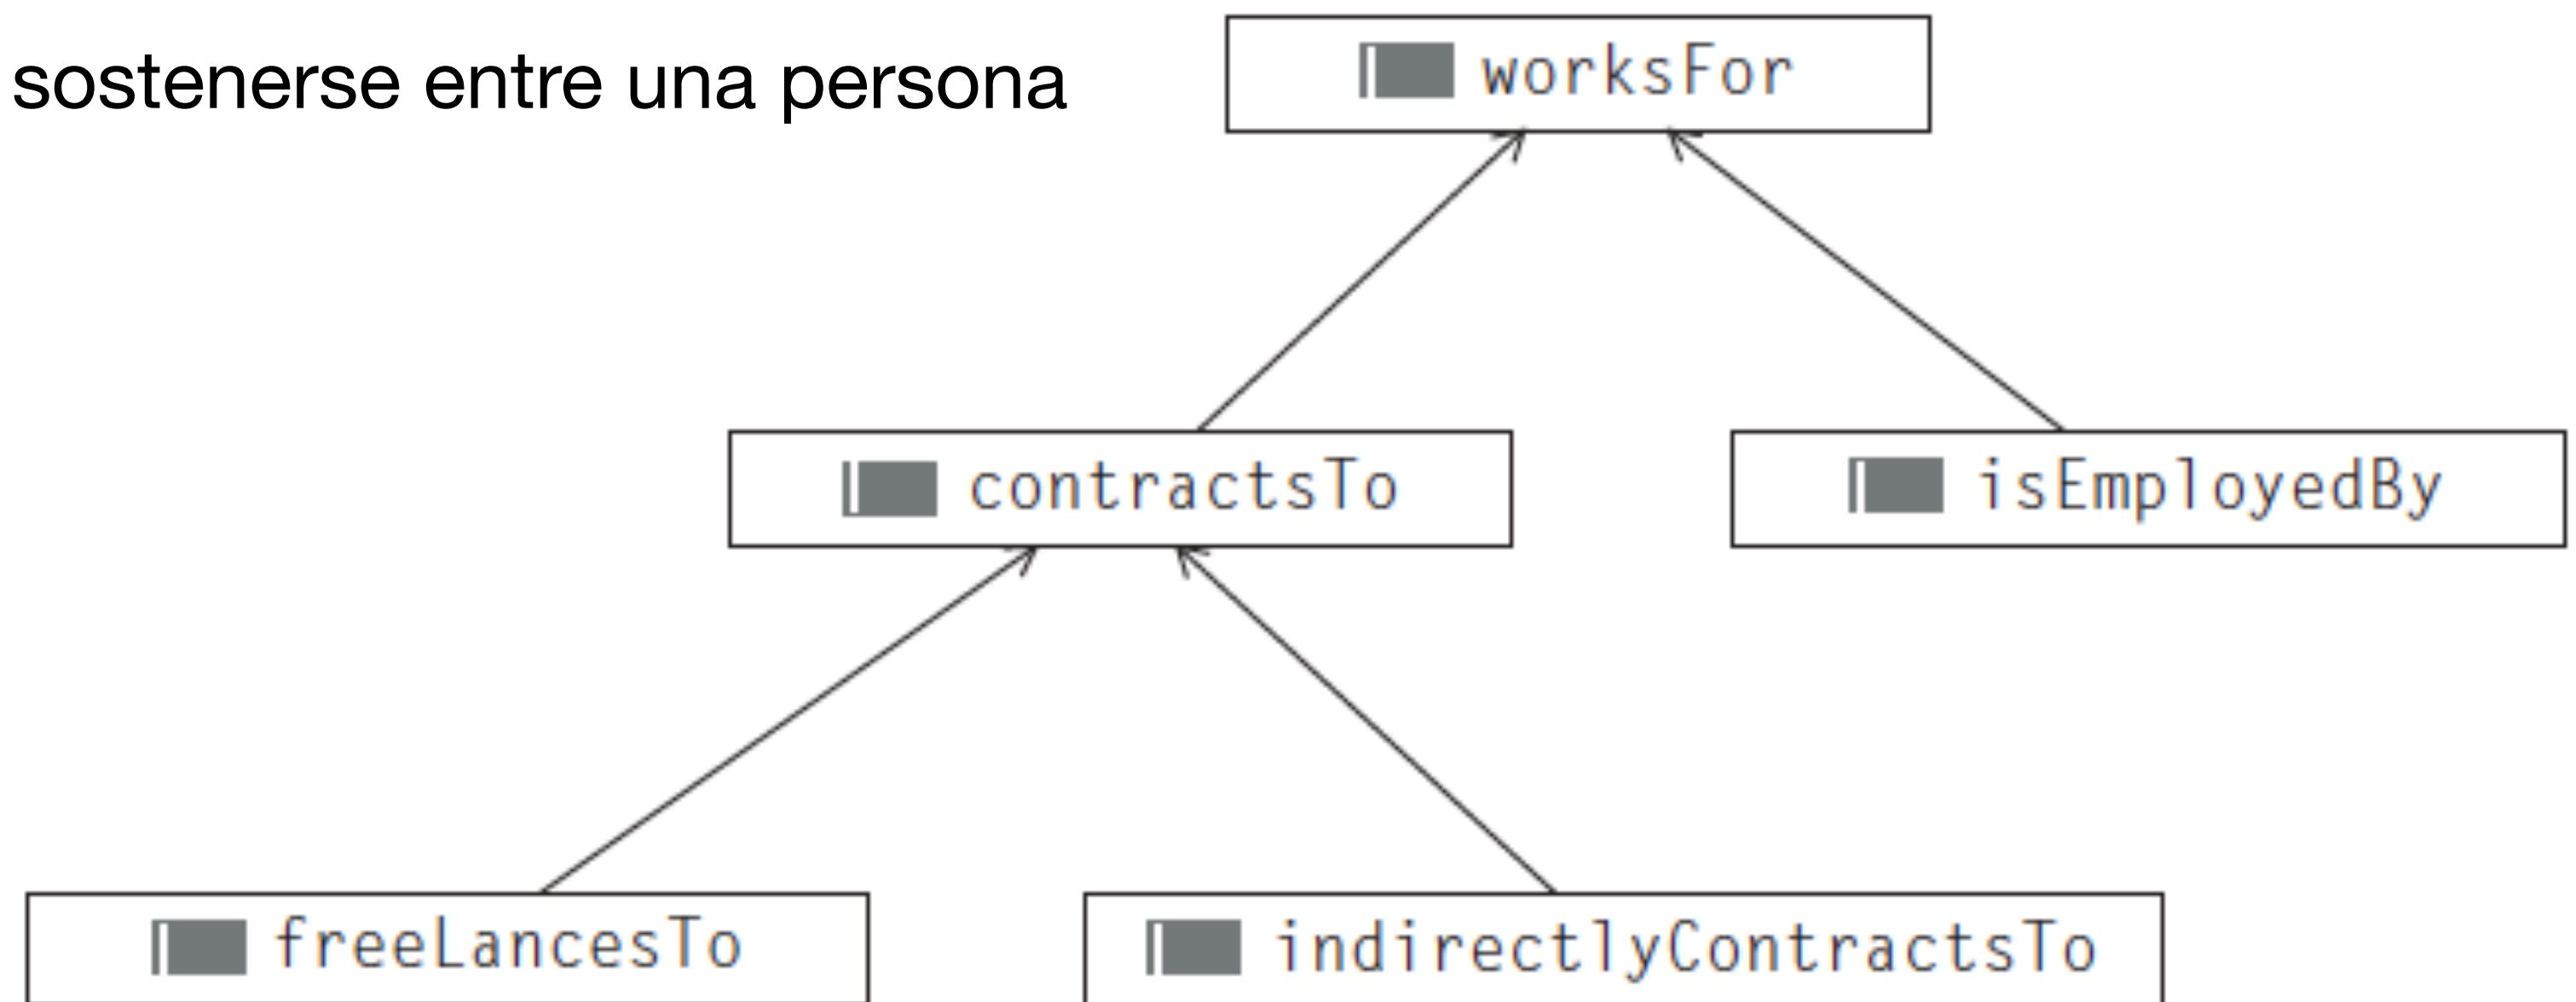 sostenerse entre una persona
worksFor
contractsTo
isEmployedBy
freeLancesTo
indirectlyContractsTo